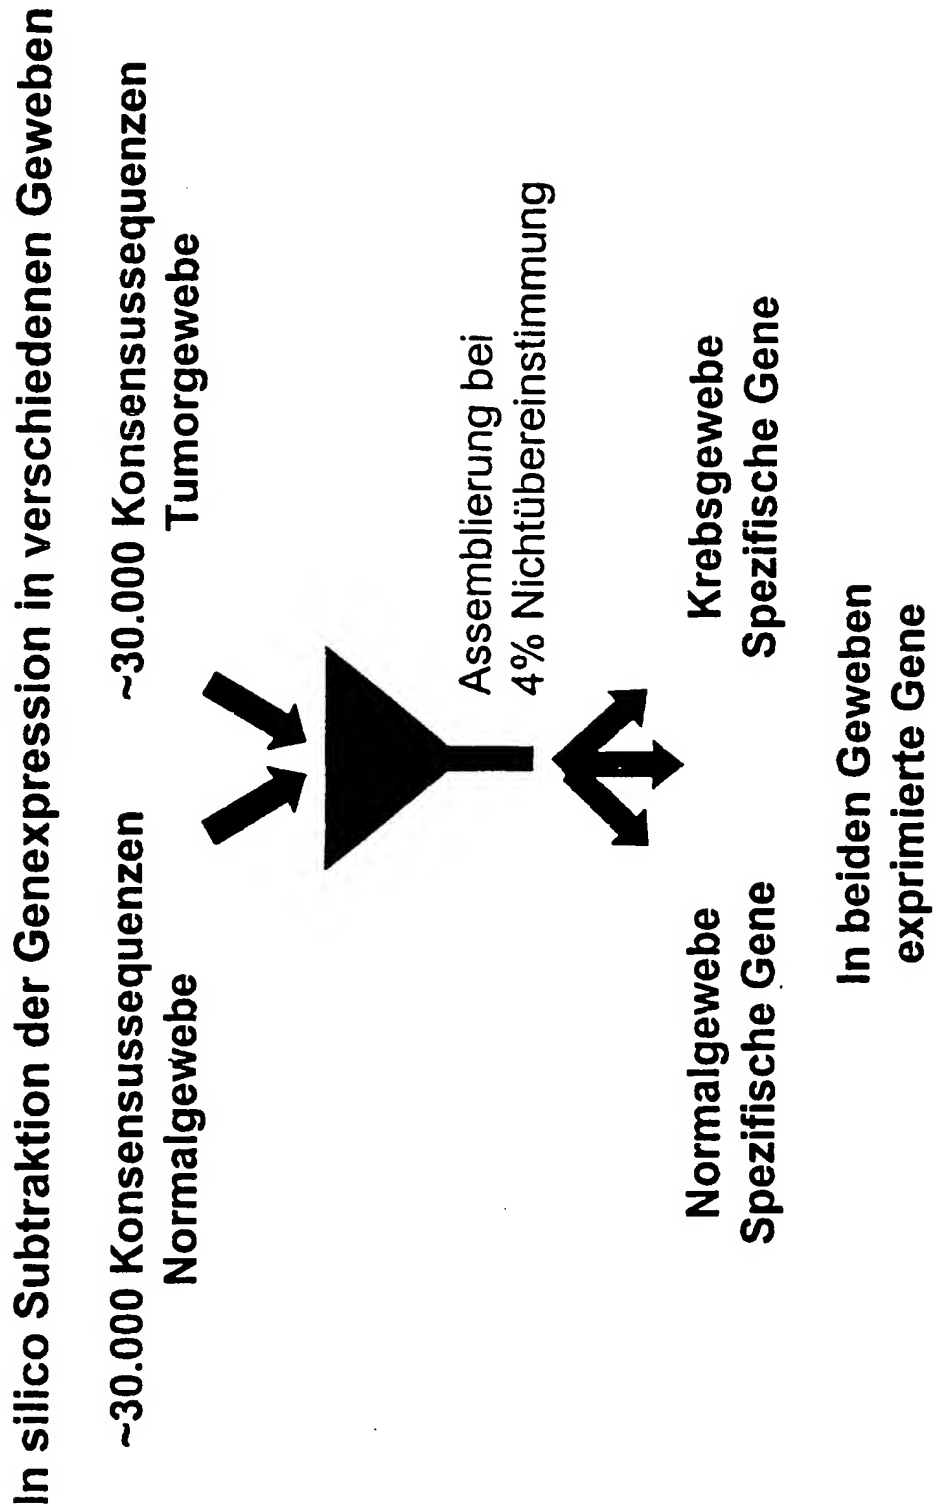 In silico Subtraktion der Genexpression in verschiedenen Geweben
~30.000 Konsensussequenzen
Normalgewebe
~30.000 Konsensussequenzen
Tumorgewebe
Assemblierung bei
4% Nichtübereinstimmung
Normalgewebe
Spezifische Gene
Krebsgewebe
Spezifische Gene
In beiden Geweben
exprimierte Gene